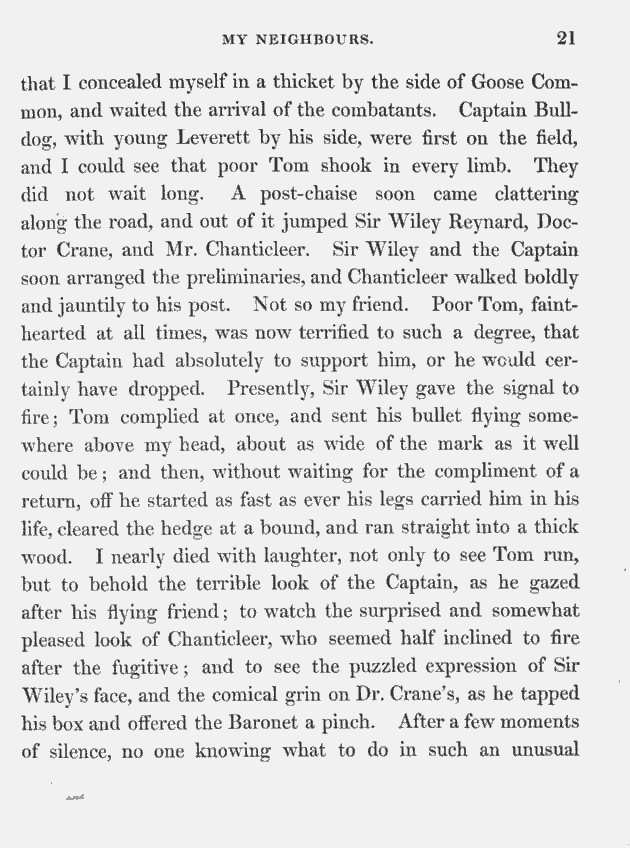 MY NEIGHBOURS. 21
that I concealed myself in a thicket by the side of Goose Com-
mon, and waited the arrival of the combatants. Captain Bull-
dog, with young Leverett by his side, were first on the field,
and I could see that poor Tom shook in every limb. They
did not wait long. A post-chaise soon came clattering
along the road, and out of it jumped Sir Wiley Reynard, Doc-
tor Crane, and Mr. Chanticleer. Sir Wiley and the Captain
soon arranged the preliminaries, and Chanticleer walked boldly
and jauntily to his post. Not so my friend. Poor Tom, faint-
hearted at all times, was now terrified to such a degree, that
the Captain had absolutely to support him, or he would cer-
tainly have dropped. Presently, Sir Wiley gave the signal to
fire; Tom complied at once, and sent his bullet flying some-
where above my head, about as wide of the mark as it well
could be; and then, without waiting for the compliment of a
return, off he started as fast as ever his legs carried him in his
life, cleared the hedge at a bound, and ran straight into a thick
wood. I nearly died with laughter, not only to see Tom run,
but to behold the terrible look of the Captain, as he gazed
after his flying friend; to watch the surprised and somewhat
pleased look of Chanticleer, who seemed half inclined to fire
after the fugitive; and to see the puzzled expression of Sir
Wiley's face, and the comical grin on Dr. Crane's, as he tapped
his box and offered the Baronet a pinch. After a few moments
of silence, no one knowing what to do in such an unusual